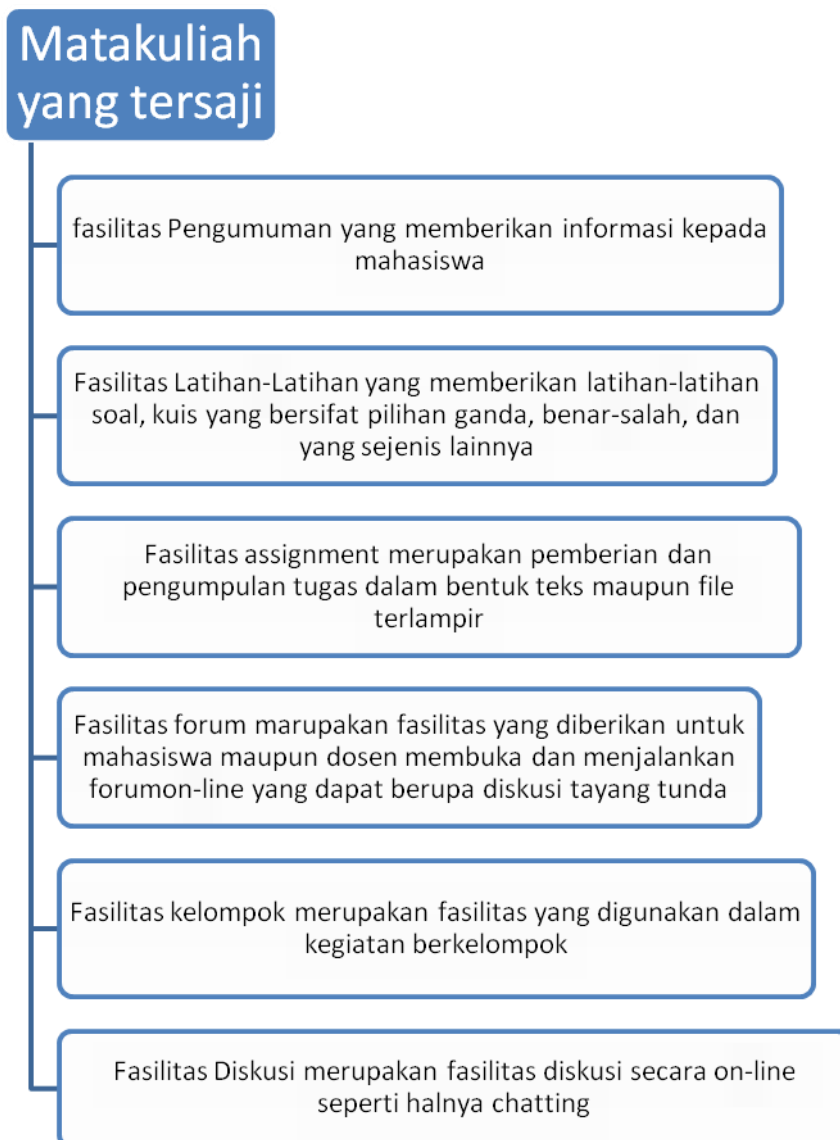 Matakuliah
yang tersaji
fasilitas Pengumuman yang memberikan informasi kepada
mahasiswa
Fasilitas Latihan-Latihan yang memberikan latihan-latihan
soal, kuis yang bersifat pilihan ganda, benar-salah, dan
yang sejenis lainnya
Fasilitas assignment merupakan pemberian dan
pengumpulan tugas dalam bentuk teks maupun file
terlampir
Fasilitas forum marupakan fasilitas yang diberikan untuk
mahasiswa maupun dosen membuka dan menjalankan
forumon-line yang dapat berupa diskusi tayang tunda
Fasilitas kelompok merupakan fasilitas yang digunakan dalam
kegiatan berkelompok
Fasilitas Diskusi merupakan fasilitas diskusi secara on-line
seperti halnya chatting